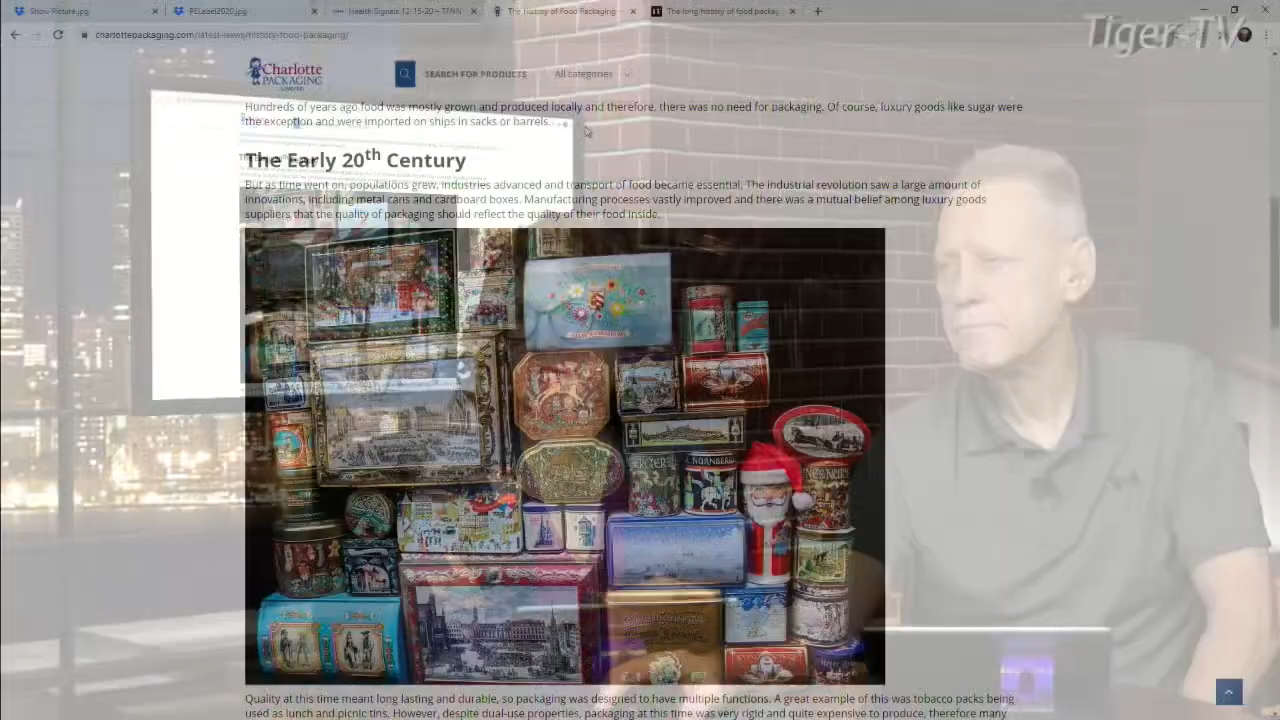 Show Picture.jpg
PELabel2020.jpg
Health Signals 12-15-20 – TFNN
The History of Food Packaging
The long history of food packag
Tiger TV
charlottepackaging.com/latest-news/history-food-packaging/
Charlotte
PACKAGING
LIMITED
SEARCH FOR PRODUCTS
All categories
Hundreds of years ago food was mostly grown and produced locally and therefore, there was no need for packaging. Of course, luxury goods like sugar were
the exception and were imported on ships in sacks or barrels.
The Early 20th Century
But as time went on, populations grew, industries advanced and transport of food became essential. The industrial revolution saw a large amount of
innovations, including metal cans and cardboard boxes. Manufacturing processes vastly improved and there was a mutual belief among luxury goods
suppliers that the quality of packaging should reflect the quality of their food inside.
NÜRNBERG
Quality at this time meant long lasting and durable, so packaging was designed to have multiple functions. A great example of this was tobacco packs being
used as lunch and picnic tins. However, despite dual-use properties, packaging at this time was very rigid and quite expensive to produce, therefore many